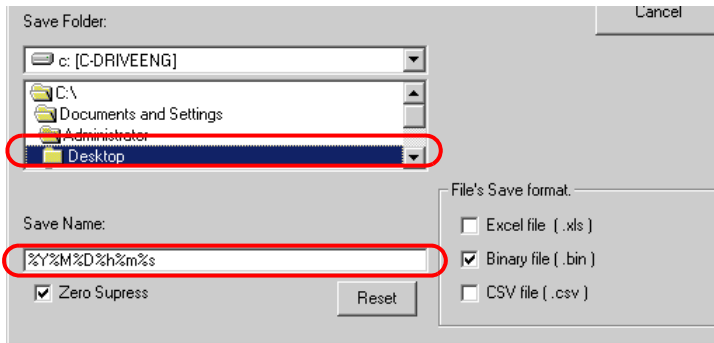 Save Folder:
Cancel
c: [C-DRIVEENG]
C:\
Documents and Settings
Administrator
Desktop
File's Save format.
Save Name:
Excel file ( .xls )
%Y%M%D%h%m%s
Binary file ( .bin )
Zero Supress
Reset
CSV file ( .csv )